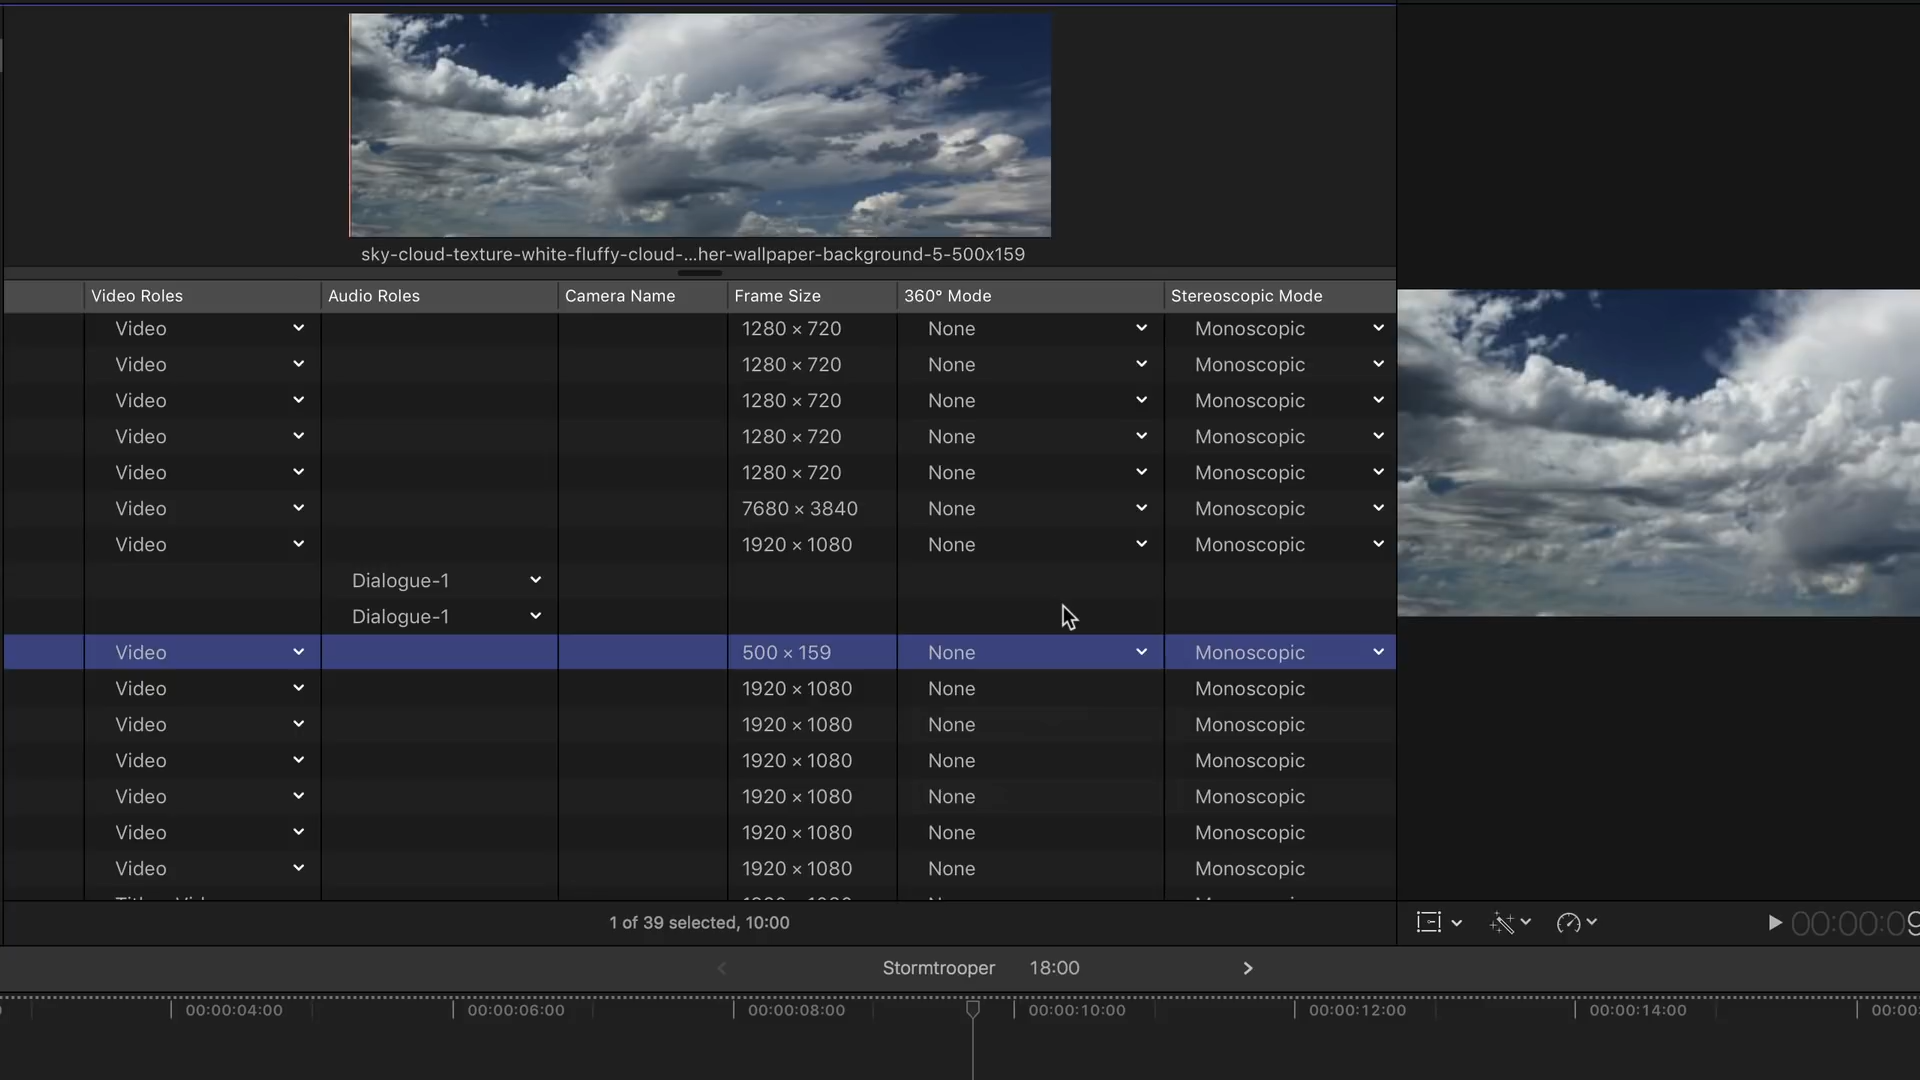 sky-cloud-texture-white-fluffy-cloud-...her-wallpaper-background-5-500x159
Video Roles Audio Roles Camera Name Frame Size 360° Mode Stereoscopic Mode
Video 1280 × 720 None Monoscopic
Video 1280 × 720 None Monoscopic
Video 1280 × 720 None Monoscopic
Video 1280 × 720 None Monoscopic
Video 1280 × 720 None Monoscopic
Video 7680 × 3840 None Monoscopic
Video 1920 × 1080 None Monoscopic
Dialogue-1
Dialogue-1
Video 500 × 159 None Monoscopic
Video 1920 × 1080 None Monoscopic
Video 1920 × 1080 None Monoscopic
Video 1920 × 1080 None Monoscopic
Video 1920 × 1080 None Monoscopic
Video 1920 × 1080 None Monoscopic
Video 1920 × 1080 None Monoscopic
1 of 39 selected, 10:00
00:00:09
Stormtrooper 18:00
00:00:04:00 00:00:06:00 00:00:08:00 00:00:10:00 00:00:12:00 00:00:14:00 00:00